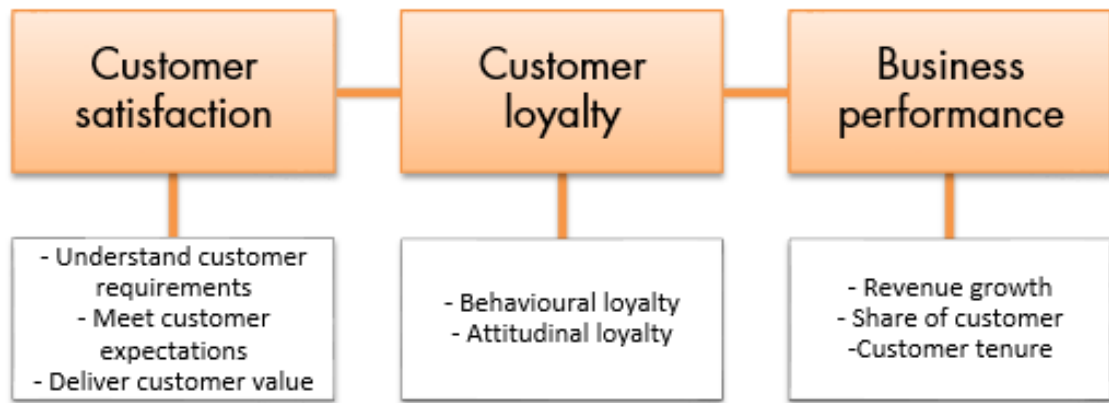 Customer
satisfaction
Customer
loyalty
Business
performance
- Understand customer
requirements
- Meet customer
expectations
- Deliver customer value
- Behavioural loyalty
- Attitudinal loyalty
- Revenue growth
- Share of customer
-Customer tenure